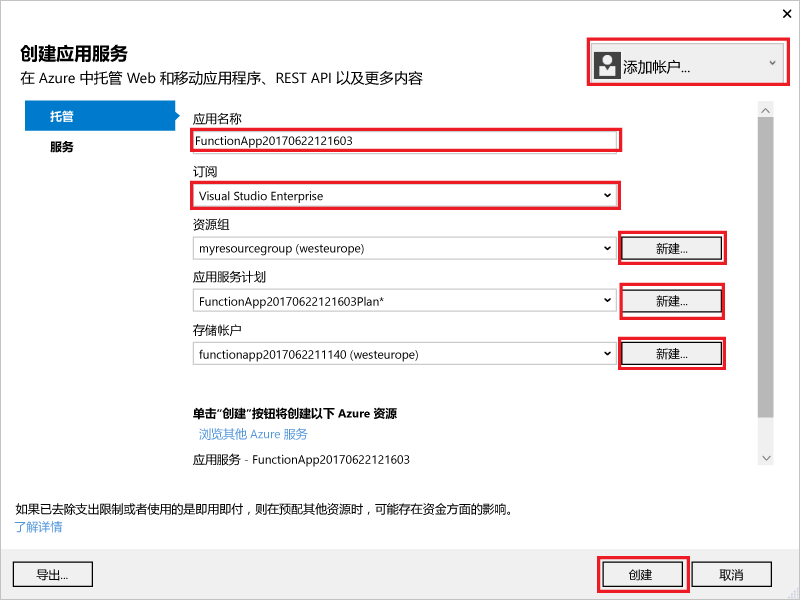 创建应用服务
在 Azure 中托管 Web 和移动应用程序、REST API 以及更多内容
添加帐户...
托管
服务
应用名称
FunctionApp20170622121603
订阅
Visual Studio Enterprise
资源组
myresourcegroup (westeurope)
新建...
应用服务计划
FunctionApp20170622121603Plan*
新建...
存储帐户
functionapp2017062211140 (westeurope)
新建...
单击“创建”按钮将创建以下 Azure 资源
浏览其他 Azure 服务
应用服务 - FunctionApp20170622121603
如果已去除支出限制或者使用的是即用即付，则在预配其他资源时，可能存在资金方面的影响。
了解详情
导出...
创建
取消